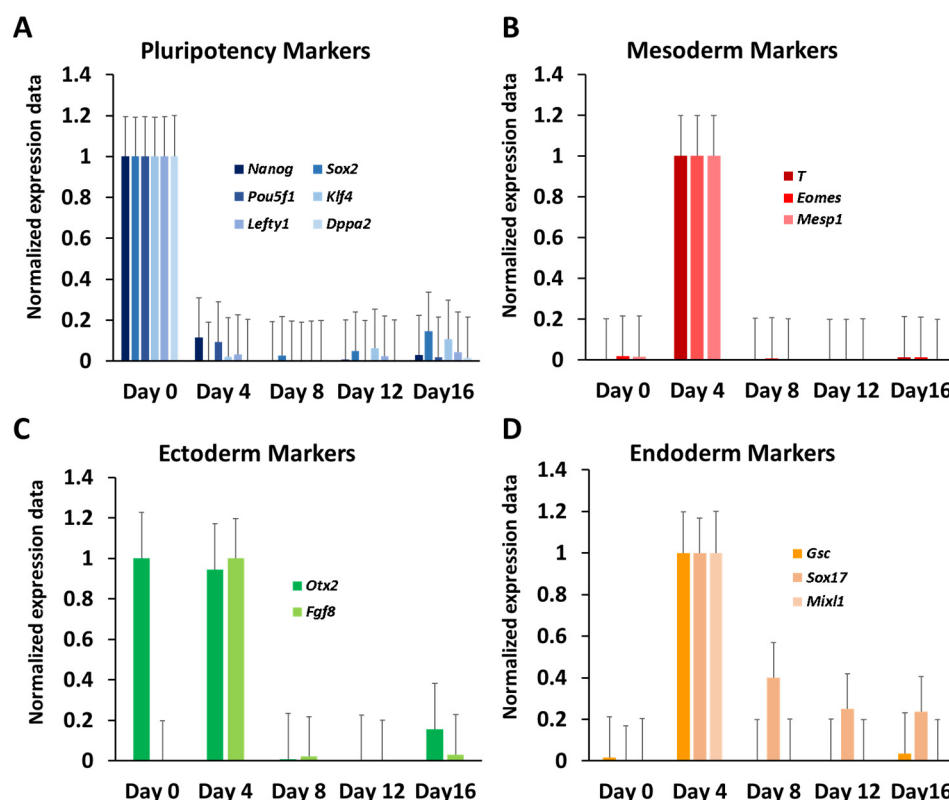 A
Pluripotency Markers
Normalized expression data
1.4
1.2
1
0.8
0.6
0.4
0.2
0
Nanog Sox2
Pou5f1 Klf4
Lefty1 Dppa2
Day 0 Day 4 Day 8 Day 12 Day16
B
Mesoderm Markers
Normalized expression data
1.4
1.2
1
0.8
0.6
0.4
0.2
0
T
Eomes
Mesp1
Day 0 Day 4 Day 8 Day 12 Day16
C
Ectoderm Markers
Normalized expression data
1.4
1.2
1
0.8
0.6
0.4
0.2
0
Otx2
Fgf8
Day 0 Day 4 Day 8 Day 12 Day16
D
Endoderm Markers
Normalized expression data
1.4
1.2
1
0.8
0.6
0.4
0.2
0
Gsc
Sox17
Mixl1
Day 0 Day 4 Day 8 Day 12 Day16